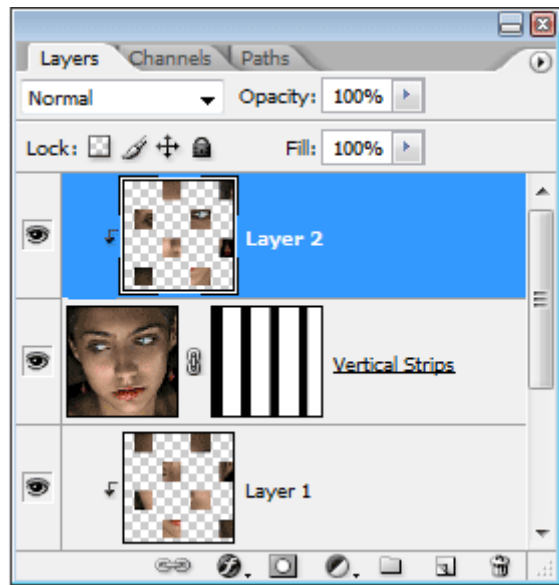 Layers Channels Paths
Normal Opacity: 100%
Lock: Fill: 100%
Layer 2
Vertical Strips
Layer 1